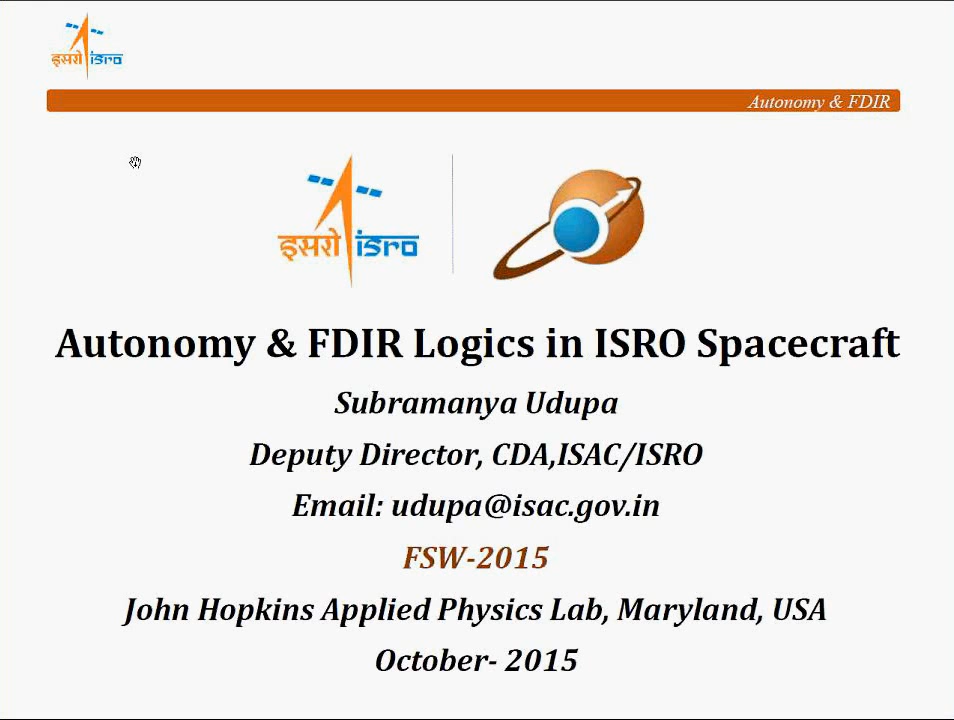 इसरो isro
Autonomy & FDIR
इसरो isro
Autonomy & FDIR Logics in ISRO Spacecraft
Subramanya Udupa
Deputy Director, CDA,ISAC/ISRO
Email: udupa@isac.gov.in
FSW-2015
John Hopkins Applied Physics Lab, Maryland, USA
October- 2015